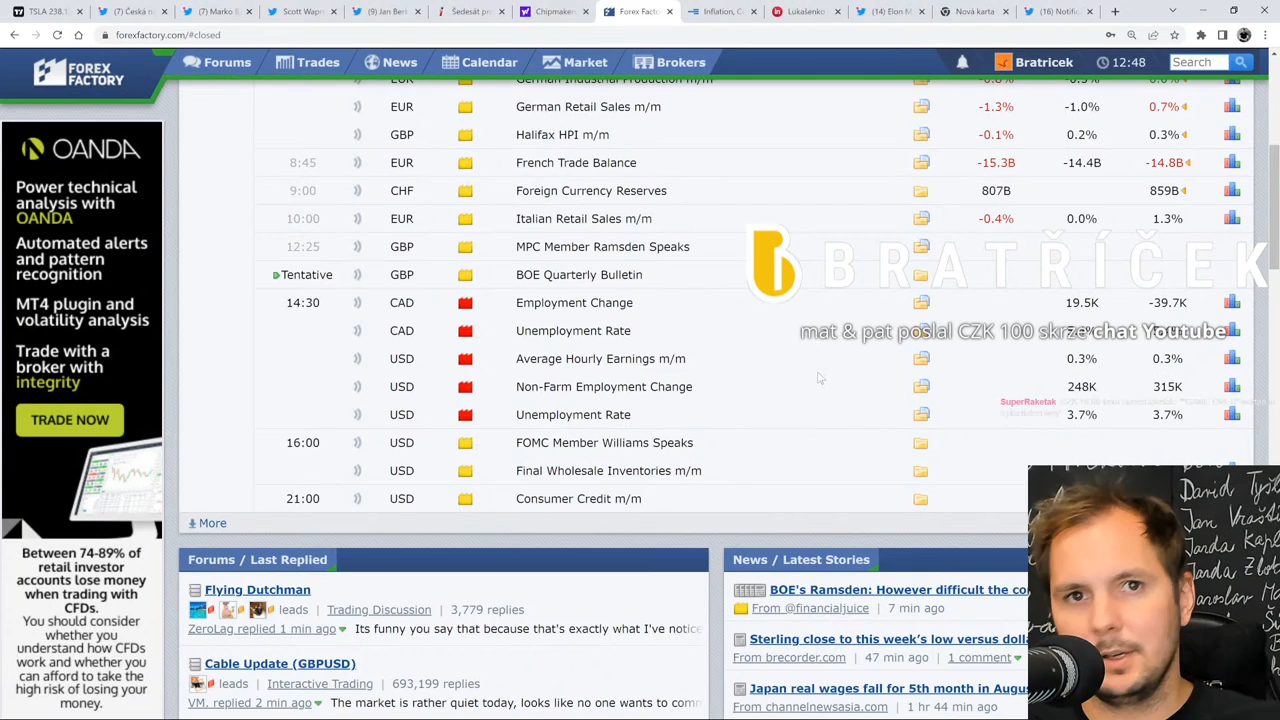 TSLA 238.
(7) Česká n
(7) Marko B
Scott Wapn
(9) Jan Berk
Šedesát pr
Chipmaker
Forex Facto
Inflation, C
Lukašenko
(14) Elon M
Nová karta
(16) Notific
forexfactory.com/#closed
FOREX FACTORY
Forums
Trades
News
Calendar
Market
Brokers
Bratricek
12:48
Search
German Industrial Production m/m
EUR German Retail Sales m/m -1.3% -1.0% 0.7%
GBP Halifax HPI m/m -0.1% 0.2% 0.3%
8:45 EUR French Trade Balance -15.3B -14.4B -14.8B
9:00 CHF Foreign Currency Reserves 807B 859B
10:00 EUR Italian Retail Sales m/m -0.4% 0.0% 1.3%
12:25 GBP MPC Member Ramsden Speaks
Tentative GBP BOE Quarterly Bulletin
14:30 CAD Employment Change 19.5K -39.7K
CAD Unemployment Rate
USD Average Hourly Earnings m/m 0.3% 0.3%
USD Non-Farm Employment Change 248K 315K
USD Unemployment Rate 3.7% 3.7%
16:00 USD FOMC Member Williams Speaks
USD Final Wholesale Inventories m/m
21:00 USD Consumer Credit m/m
More
BRATŘÍČEK
mat & pat poslal CZK 100 skrze chat Youtube
SuperRaketak
OANDA
Power technical
analysis with
OANDA
Automated alerts
and pattern
recognition
MT4 plugin and
volatility analysis
Trade with a
broker with
integrity
TRADE NOW
Between 74-89% of
retail investor
accounts lose money
when trading with
CFDs.
You should consider
whether you
understand how CFDs
work and whether you
can afford to take the
high risk of losing your
money.
Forums / Last Replied
Flying Dutchman
leads | Trading Discussion | 3,779 replies
ZeroLag replied 1 min ago Its funny you say that because that's exactly what I've notice
Cable Update (GBPUSD)
leads | Interactive Trading | 693,199 replies
VM. replied 2 min ago The market is rather quiet today, looks like no one wants to com
News / Latest Stories
BOE's Ramsden: However difficult the co
From @financialjuice | 7 min ago
Sterling close to this week's low versus dolla
From brecorder.com | 47 min ago | 1 comment
Japan real wages fall for 5th month in Augus
From channelnewsasia.com | 1 hr 44 min ago
David Tyš
Jan Vrašti
Jarda Kapl
Jarda Zlot